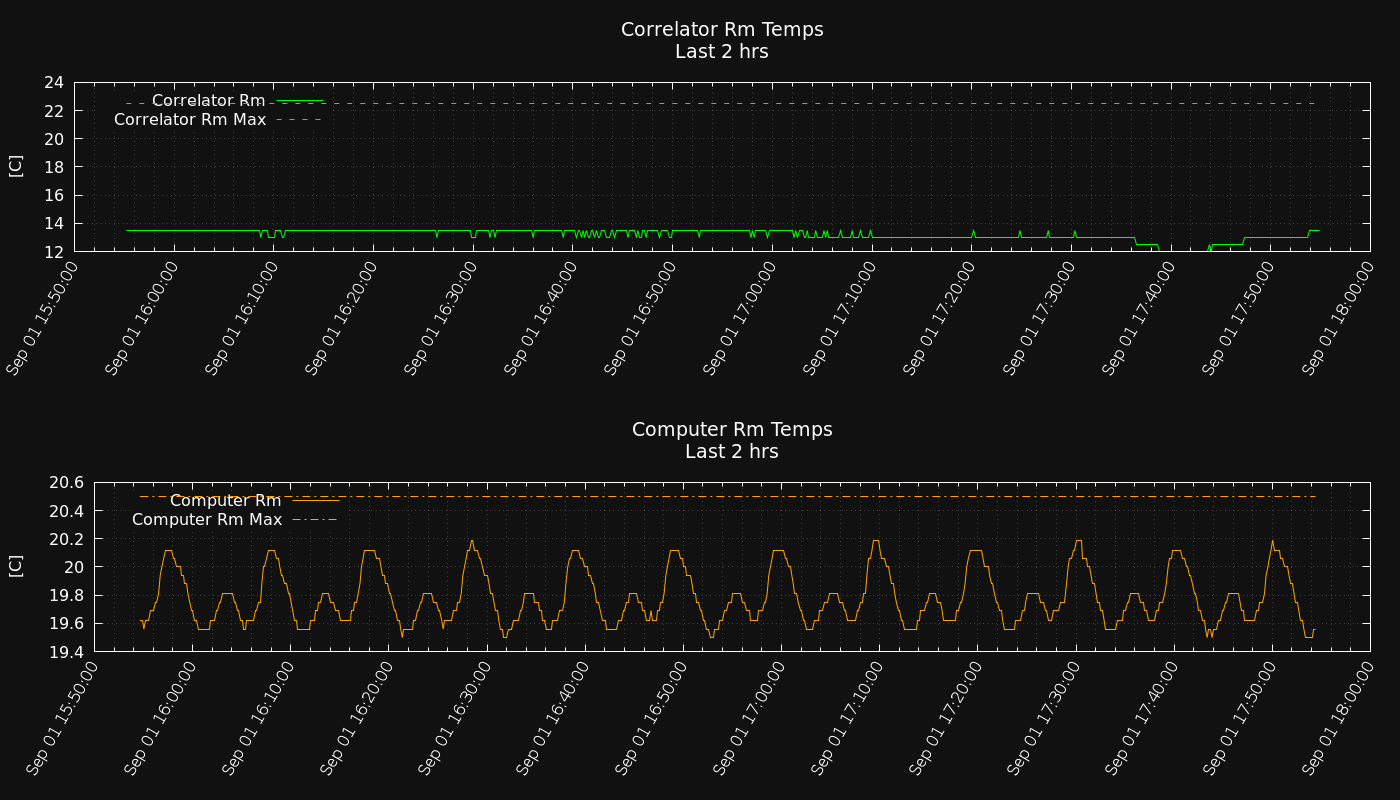 Correlator Rm Temps
Last 2 hrs
24
22
20
18
16
14
12
[C]
Correlator Rm
Correlator Rm Max
Sep 01 15:50:00
Sep 01 16:00:00
Sep 01 16:10:00
Sep 01 16:20:00
Sep 01 16:30:00
Sep 01 16:40:00
Sep 01 16:50:00
Sep 01 17:00:00
Sep 01 17:10:00
Sep 01 17:20:00
Sep 01 17:30:00
Sep 01 17:40:00
Sep 01 17:50:00
Sep 01 18:00:00
Computer Rm Temps
Last 2 hrs
20.6
20.4
20.2
20
19.8
19.6
19.4
[C]
Computer Rm
Computer Rm Max
Sep 01 15:50:00
Sep 01 16:00:00
Sep 01 16:10:00
Sep 01 16:20:00
Sep 01 16:30:00
Sep 01 16:40:00
Sep 01 16:50:00
Sep 01 17:00:00
Sep 01 17:10:00
Sep 01 17:20:00
Sep 01 17:30:00
Sep 01 17:40:00
Sep 01 17:50:00
Sep 01 18:00:00